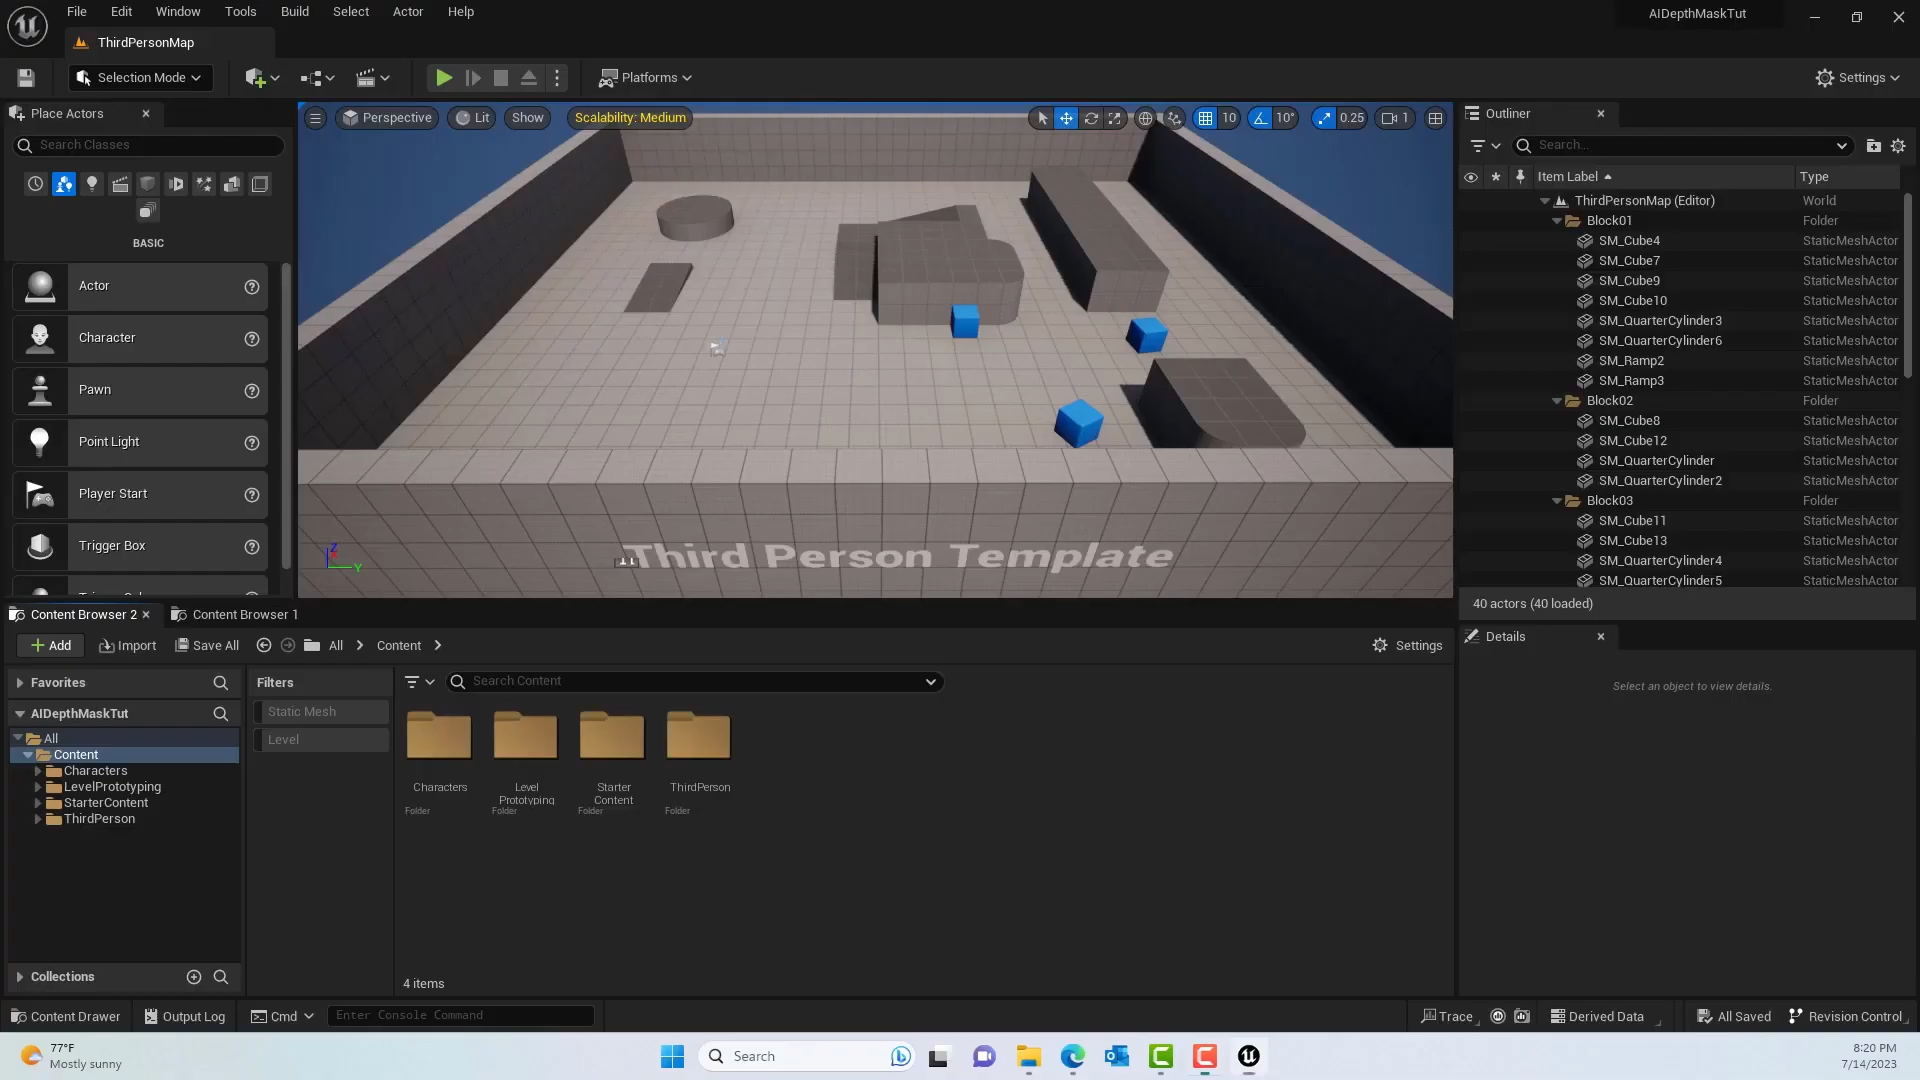 File Edit Window Tools Build Select Actor Help
AIDepthMaskTut
ThirdPersonMap
Selection Mode
Platforms
Settings
Place Actors
Search Classes
BASIC
Actor
Character
Pawn
Point Light
Player Start
Trigger Box
Perspective Lit Show Scalability: Medium
10 10° 0.25 1
Third Person Template
Z
Y
Outliner
Search...
Item Label Type
ThirdPersonMap (Editor) World
Block01 Folder
SM_Cube4 StaticMeshActor
SM_Cube7 StaticMeshActor
SM_Cube9 StaticMeshActor
SM_Cube10 StaticMeshActor
SM_QuarterCylinder3 StaticMeshActor
SM_QuarterCylinder6 StaticMeshActor
SM_Ramp2 StaticMeshActor
SM_Ramp3 StaticMeshActor
Block02 Folder
SM_Cube8 StaticMeshActor
SM_Cube12 StaticMeshActor
SM_QuarterCylinder StaticMeshActor
SM_QuarterCylinder2 StaticMeshActor
Block03 Folder
SM_Cube11 StaticMeshActor
SM_Cube13 StaticMeshActor
SM_QuarterCylinder4 StaticMeshActor
SM_QuarterCylinder5 StaticMeshActor
40 actors (40 loaded)
Details
Select an object to view details.
Content Browser 2 Content Browser 1
Add Import Save All All Content Settings
Favorites
AIDepthMaskTut
All
Content
Characters
LevelPrototyping
StarterContent
ThirdPerson
Collections
Filters
Static Mesh
Level
Search Content
Characters
Folder
Level
Prototyping
Folder
Starter
Content
Folder
ThirdPerson
Folder
4 items
Content Drawer Output Log Cmd Enter Console Command
Trace Derived Data All Saved Revision Control
77°F
Mostly sunny
Search
8:20 PM
7/14/2023